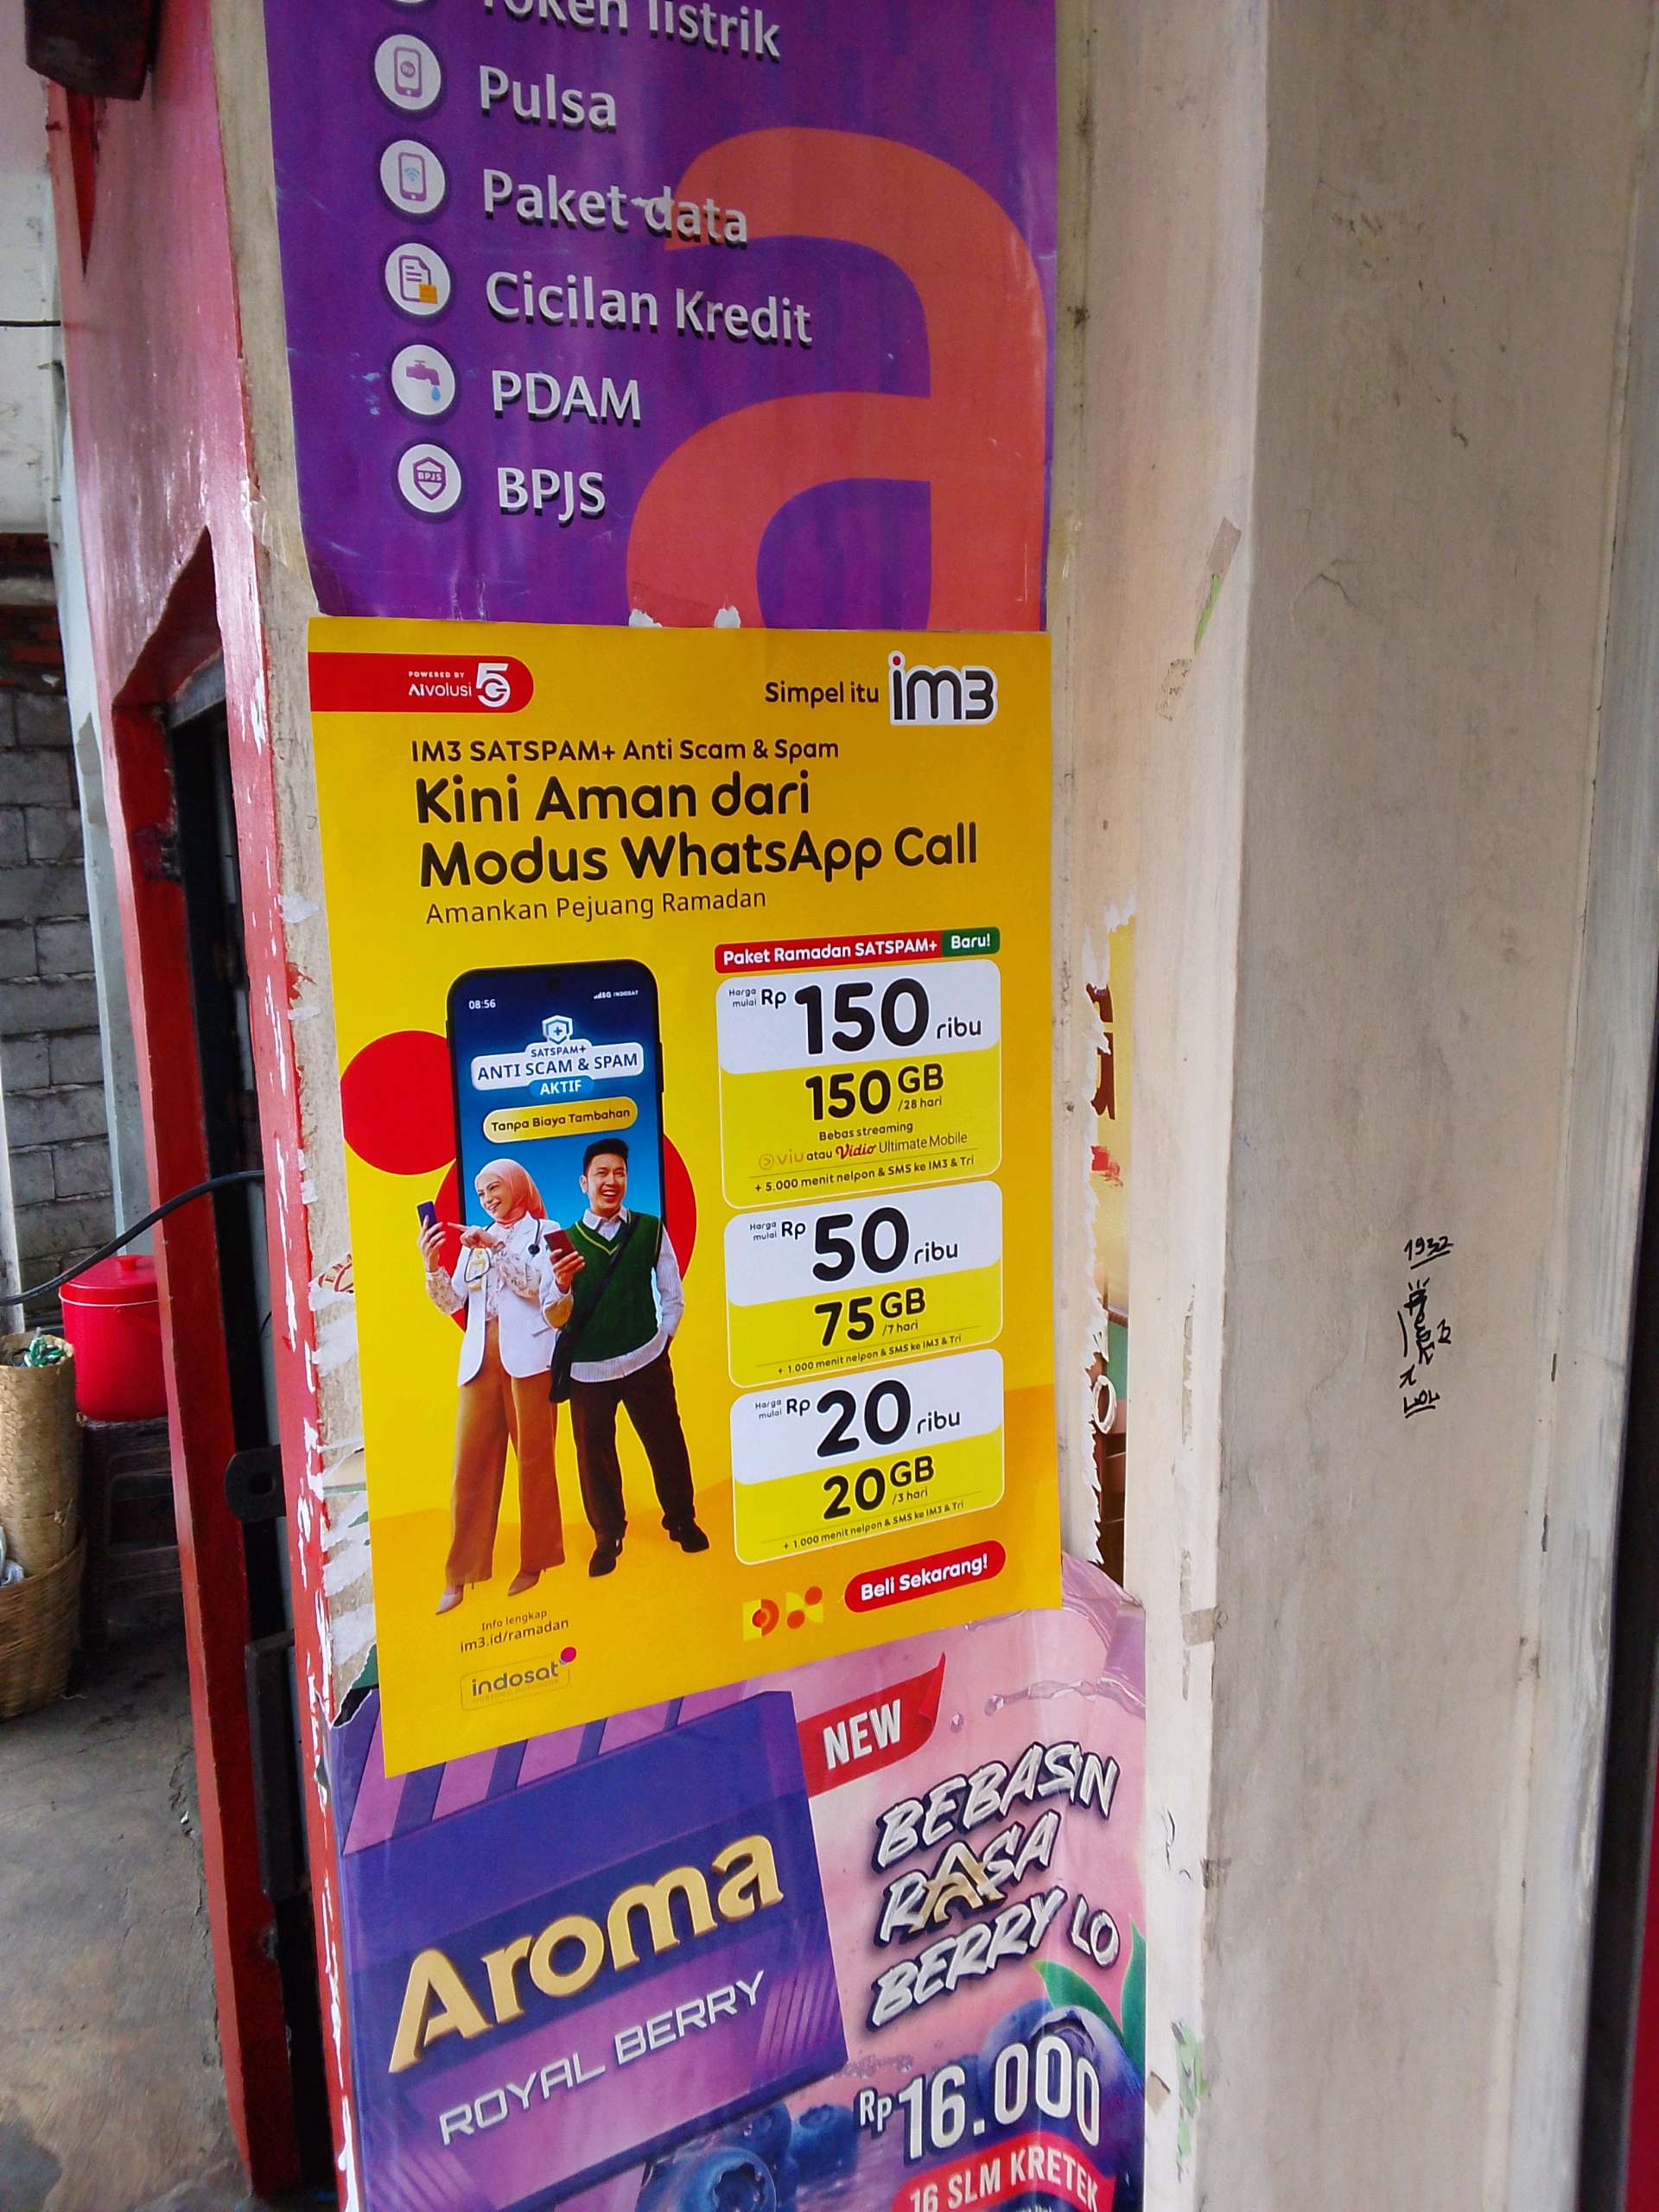 Token listrik
Pulsa
Paket data
Cicilan Kredit
PDAM
BPJS
BPJS
POWERED BY
AIvolusi 5G
Simpel itu im3
IM3 SATSPAM+ Anti Scam & Spam
Kini Aman dari
Modus WhatsApp Call
Amankan Pejuang Ramadan
08:56
5G INDOSAT
SATSPAM+
ANTI SCAM & SPAM
AKTIF
Tanpa Biaya Tambahan
Paket Ramadan SATSPAM+ Baru!
Harga mulai Rp 150 ribu
150 GB /28 hari
Bebas streaming
viu atau Vidio Ultimate Mobile
+ 5.000 menit nelpon & SMS ke IM3 & Tri
Harga mulai Rp 50 ribu
75 GB /7 hari
+ 1.000 menit nelpon & SMS ke IM3 & Tri
Harga mulai Rp 20 ribu
20 GB /3 hari
+ 1.000 menit nelpon & SMS ke IM3 & Tri
Beli Sekarang!
Info lengkap
im3.id/ramadan
indosat
NEW
Aroma
ROYAL BERRY
BEBASIN
RASA
BERRY LO
Rp16.000
16 SLM KRETEK
1932